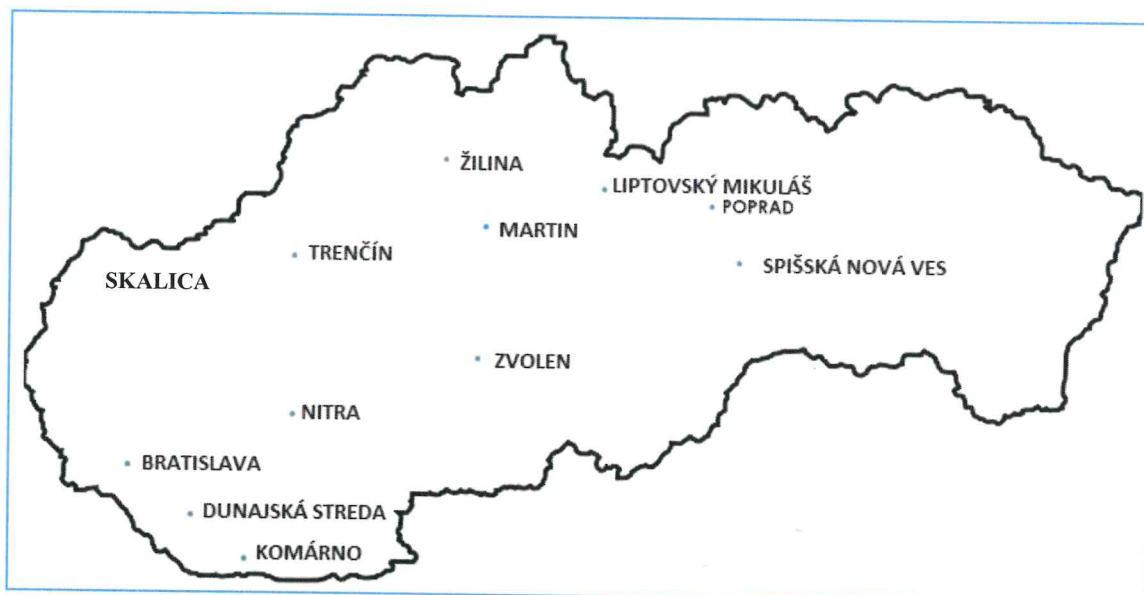 ŽILINA
LIPTOVSKÝ MIKULÁŠ
POPRAD
MARTIN
TRENČÍN
SPIŠSKÁ NOVÁ VES
SKALICA
ZVOLEN
NITRA
BRATISLAVA
DUNAJSKÁ STREDA
KOMÁRNO